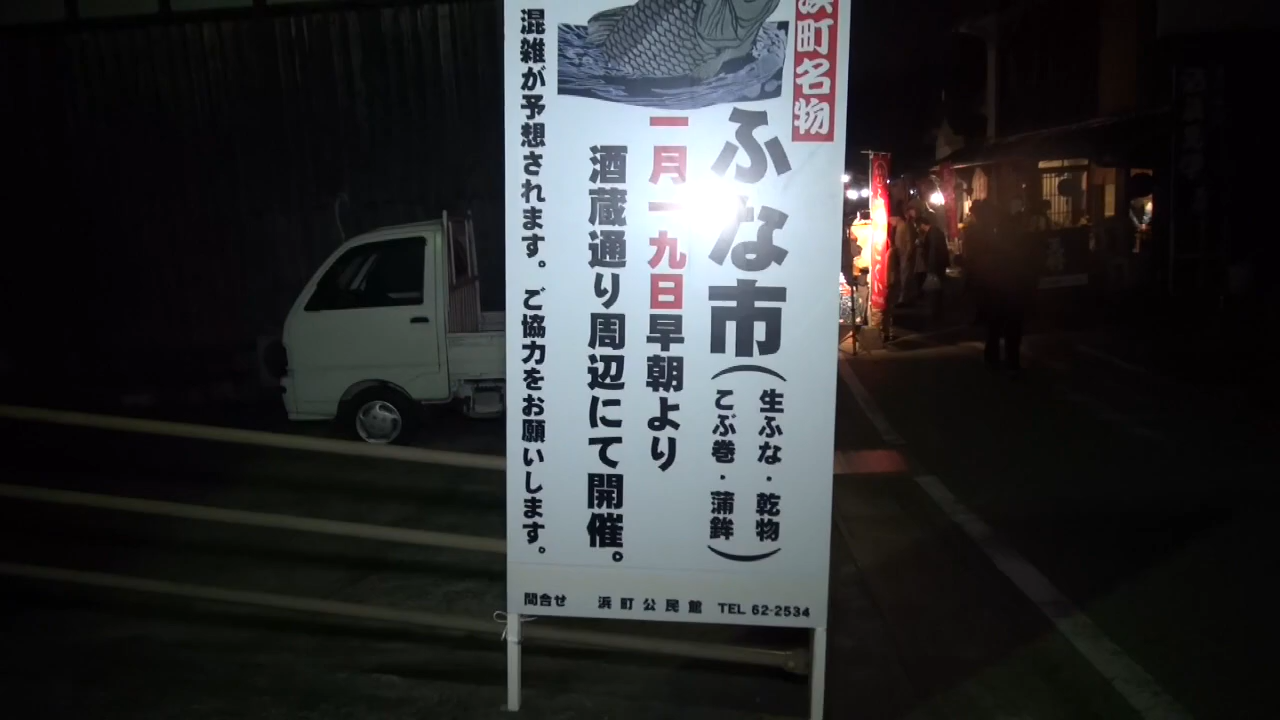 浜町名物
ふな市
(生ふな・乾物
こぶ巻・蒲鉾)
一月一九日早朝より
酒蔵通り周辺にて開催。
混雑が予想されます。ご協力をお願いします。
問合せ 浜町公民館 TEL 62-2534